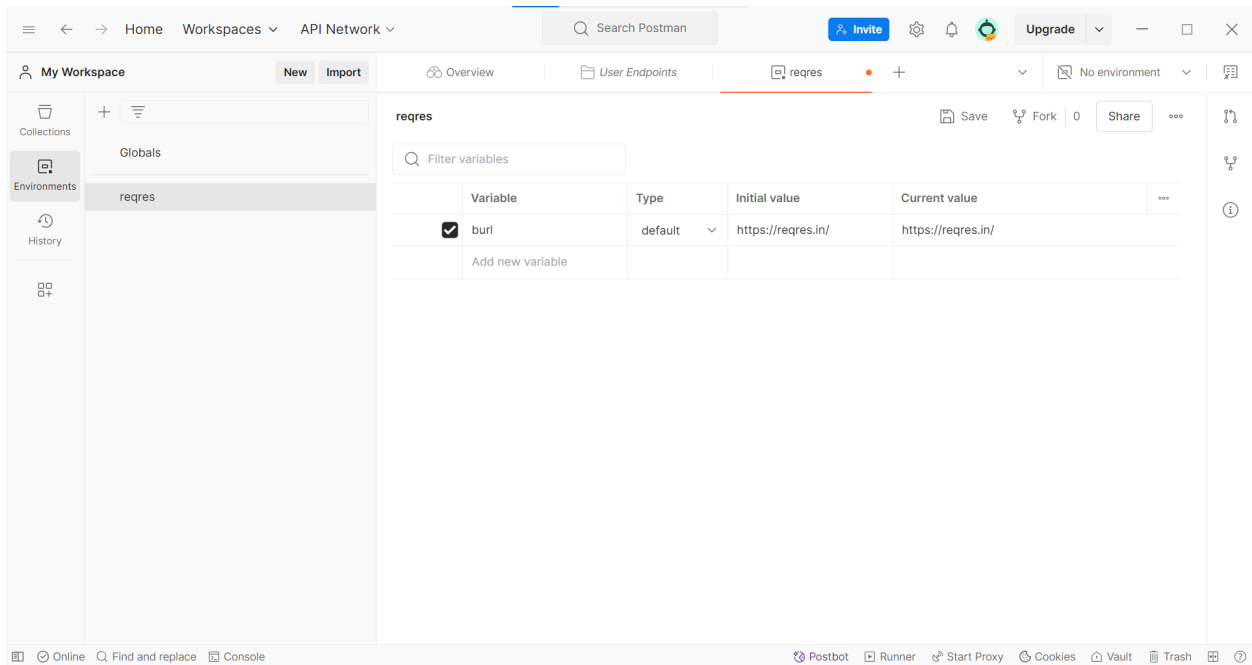 Home Workspaces API Network Search Postman Invite Upgrade
My Workspace New Import Overview User Endpoints reqres No environment
Collections
Environments
History
Globals
reqres
reqres Save Fork 0 Share
Filter variables
Variable Type Initial value Current value
burl default https://reqres.in/ https://reqres.in/
Add new variable
Online Find and replace Console Postbot Runner Start Proxy Cookies Vault Trash